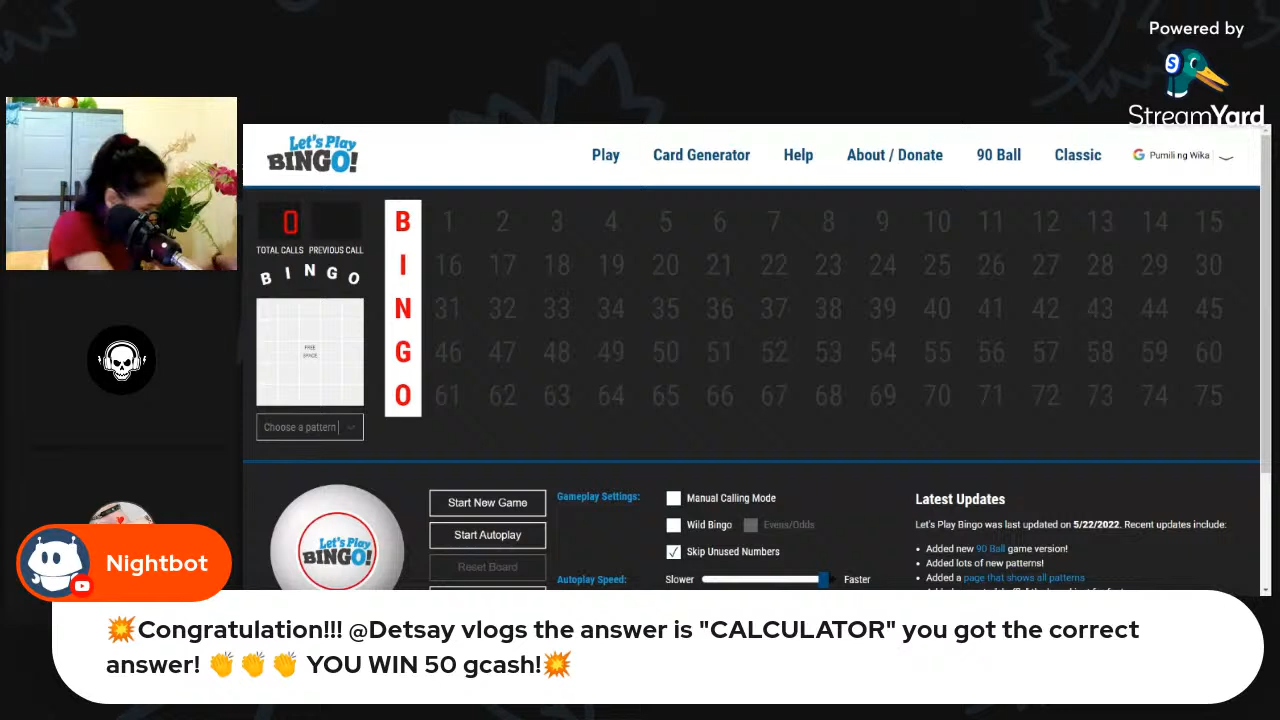 Powered by
StreamYard
Let's Play
BINGO!
Play Card Generator Help About / Donate 90 Ball Classic Pumili ng Wika
0
TOTAL CALLS PREVIOUS CALL
BINGO
FREE
SPACE
Choose a pattern
B 1 2 3 4 5 6 7 8 9 10 11 12 13 14 15
I 16 17 18 19 20 21 22 23 24 25 26 27 28 29 30
N 31 32 33 34 35 36 37 38 39 40 41 42 43 44 45
G 46 47 48 49 50 51 52 53 54 55 56 57 58 59 60
O 61 62 63 64 65 66 67 68 69 70 71 72 73 74 75
Let's Play
BINGO!
Start New Game
Start Autoplay
Reset Board
Gameplay Settings:
Manual Calling Mode
Wild Bingo Evens/Odds
Skip Unused Numbers
Autoplay Speed: Slower Faster
Latest Updates
Let's Play Bingo was last updated on 5/22/2022. Recent updates include:
• Added new 90 Ball game version!
• Added lots of new patterns!
• Added a page that shows all patterns
Nightbot
💥Congratulation!!! @Detsay vlogs the answer is "CALCULATOR" you got the correct
answer! 👏👏👏 YOU WIN 50 gcash!💥